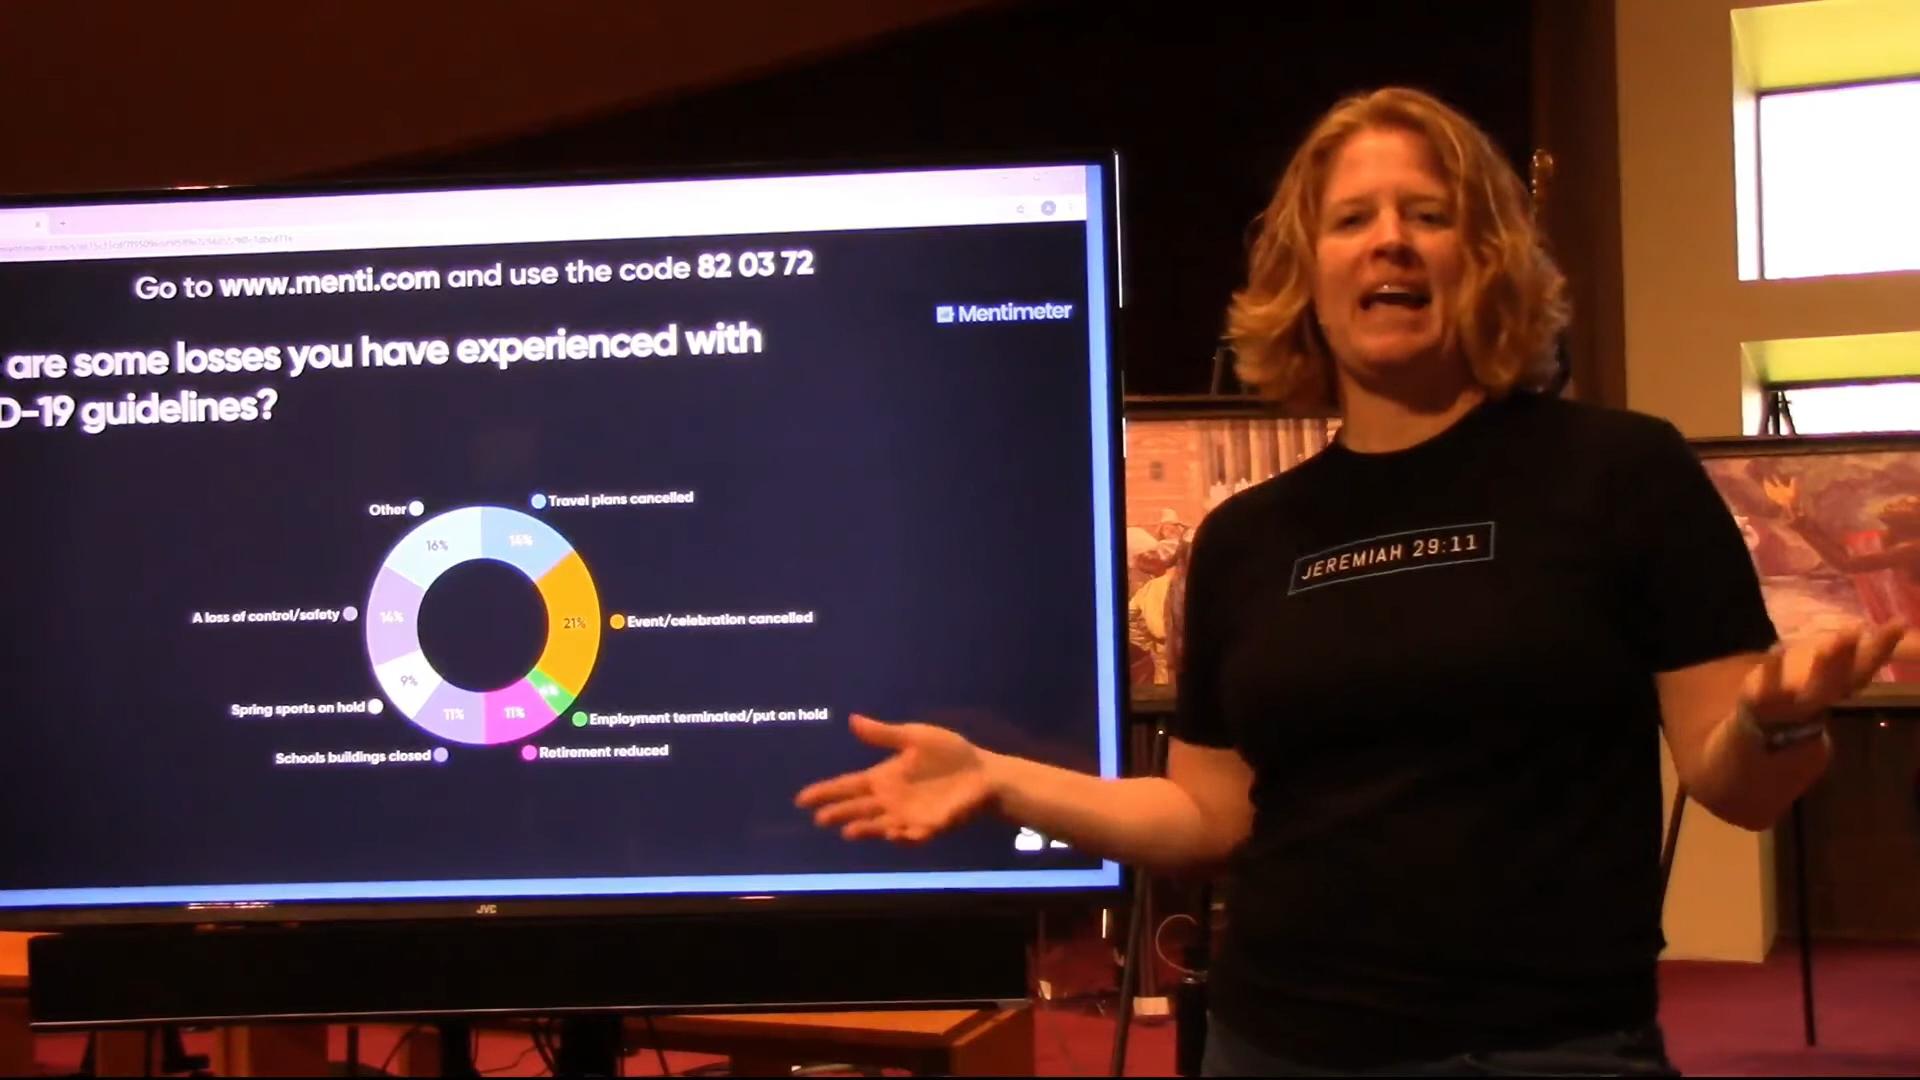 Go to www.menti.com and use the code 82 03 72
Mentimeter
are some losses you have experienced with
D-19 guidelines?
Other
Travel plans cancelled
16%
14%
A loss of control/safety
14%
21%
Event/celebration cancelled
9%
Spring sports on hold
11%
11%
Employment terminated/put on hold
Schools buildings closed
Retirement reduced
JVC
JEREMIAH 29:11